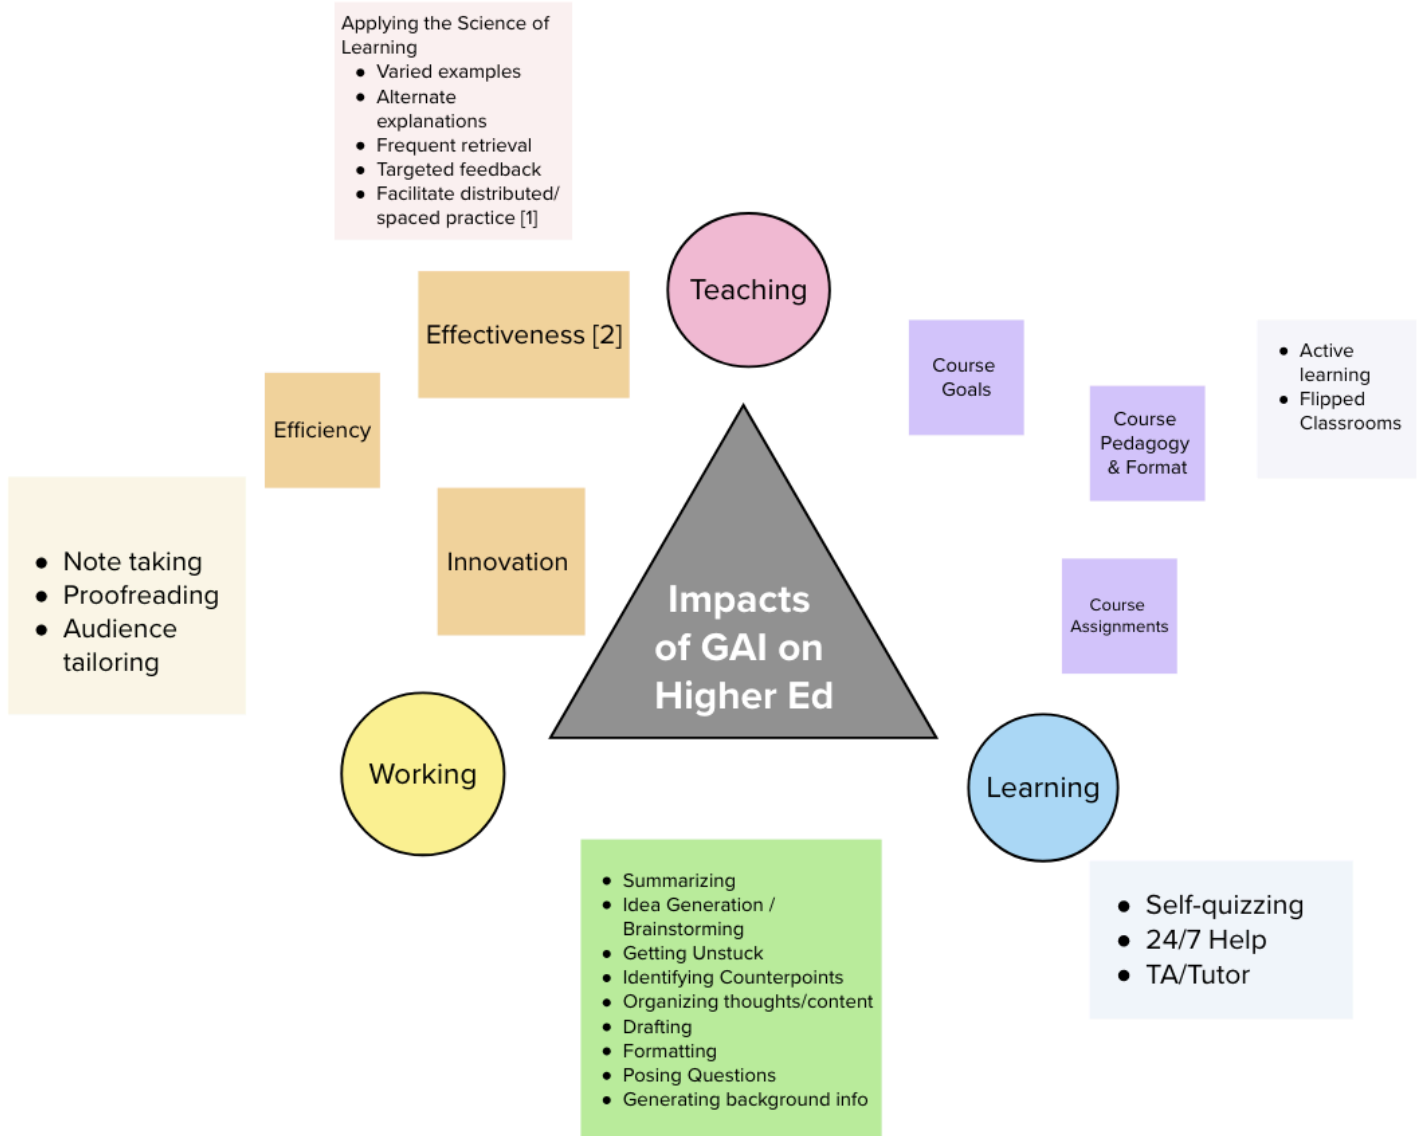 Applying the Science of
Learning
● Varied examples
● Alternate
explanations
● Frequent retrieval
● Targeted feedback
● Facilitate distributed/
spaced practice [1]
Teaching
Effectiveness [2]
Efficiency
Innovation
● Note taking
● Proofreading
● Audience
tailoring
Working
Impacts
of GAI on
Higher Ed
Course
Goals
Course
Pedagogy
& Format
● Active
learning
● Flipped
Classrooms
Course
Assignments
Learning
● Self-quizzing
● 24/7 Help
● TA/Tutor
● Summarizing
● Idea Generation /
Brainstorming
● Getting Unstuck
● Identifying Counterpoints
● Organizing thoughts/content
● Drafting
● Formatting
● Posing Questions
● Generating background info